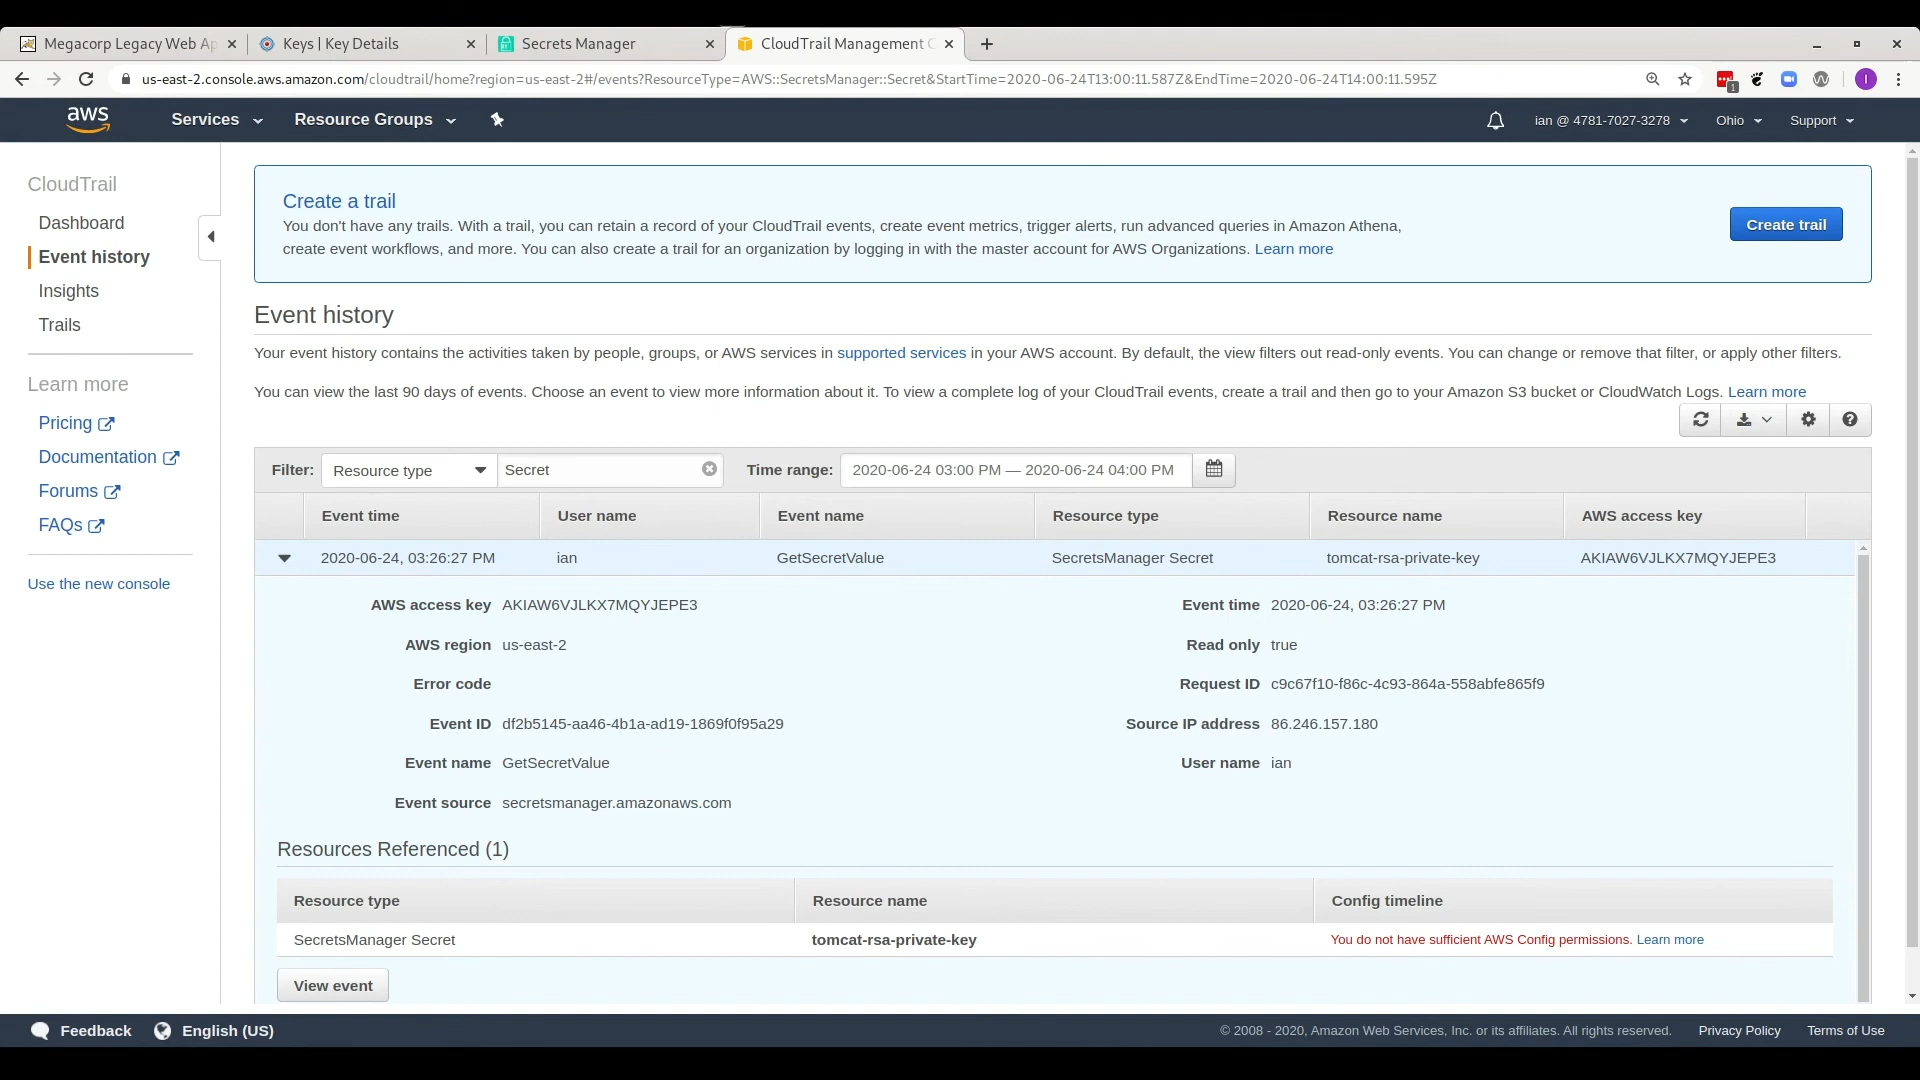 Megacorp Legacy Web Ap
Keys | Key Details
Secrets Manager
CloudTrail Management C
us-east-2.console.aws.amazon.com/cloudtrail/home?region=us-east-2#/events?ResourceType=AWS::SecretsManager::Secret&StartTime=2020-06-24T13:00:11.587Z&EndTime=2020-06-24T14:00:11.595Z
1
I
aws
Services
Resource Groups
ian @ 4781-7027-3278
Ohio
Support
CloudTrail
Dashboard
Event history
Insights
Trails
Learn more
Pricing
Documentation
Forums
FAQs
Use the new console
Create a trail
You don't have any trails. With a trail, you can retain a record of your CloudTrail events, create event metrics, trigger alerts, run advanced queries in Amazon Athena,
create event workflows, and more. You can also create a trail for an organization by logging in with the master account for AWS Organizations. Learn more
Create trail
Event history
Your event history contains the activities taken by people, groups, or AWS services in supported services in your AWS account. By default, the view filters out read-only events. You can change or remove that filter, or apply other filters.
You can view the last 90 days of events. Choose an event to view more information about it. To view a complete log of your CloudTrail events, create a trail and then go to your Amazon S3 bucket or CloudWatch Logs. Learn more
Filter: Resource type Secret Time range: 2020-06-24 03:00 PM — 2020-06-24 04:00 PM
Event time User name Event name Resource type Resource name AWS access key
2020-06-24, 03:26:27 PM ian GetSecretValue SecretsManager Secret tomcat-rsa-private-key AKIAW6VJLKX7MQYJEPE3
AWS access key AKIAW6VJLKX7MQYJEPE3 Event time 2020-06-24, 03:26:27 PM
AWS region us-east-2 Read only true
Error code Request ID c9c67f10-f86c-4c93-864a-558abfe865f9
Event ID df2b5145-aa46-4b1a-ad19-1869f0f95a29 Source IP address 86.246.157.180
Event name GetSecretValue User name ian
Event source secretsmanager.amazonaws.com
Resources Referenced (1)
Resource type Resource name Config timeline
SecretsManager Secret tomcat-rsa-private-key You do not have sufficient AWS Config permissions. Learn more
View event
Feedback English (US)
© 2008 - 2020, Amazon Web Services, Inc. or its affiliates. All rights reserved. Privacy Policy Terms of Use